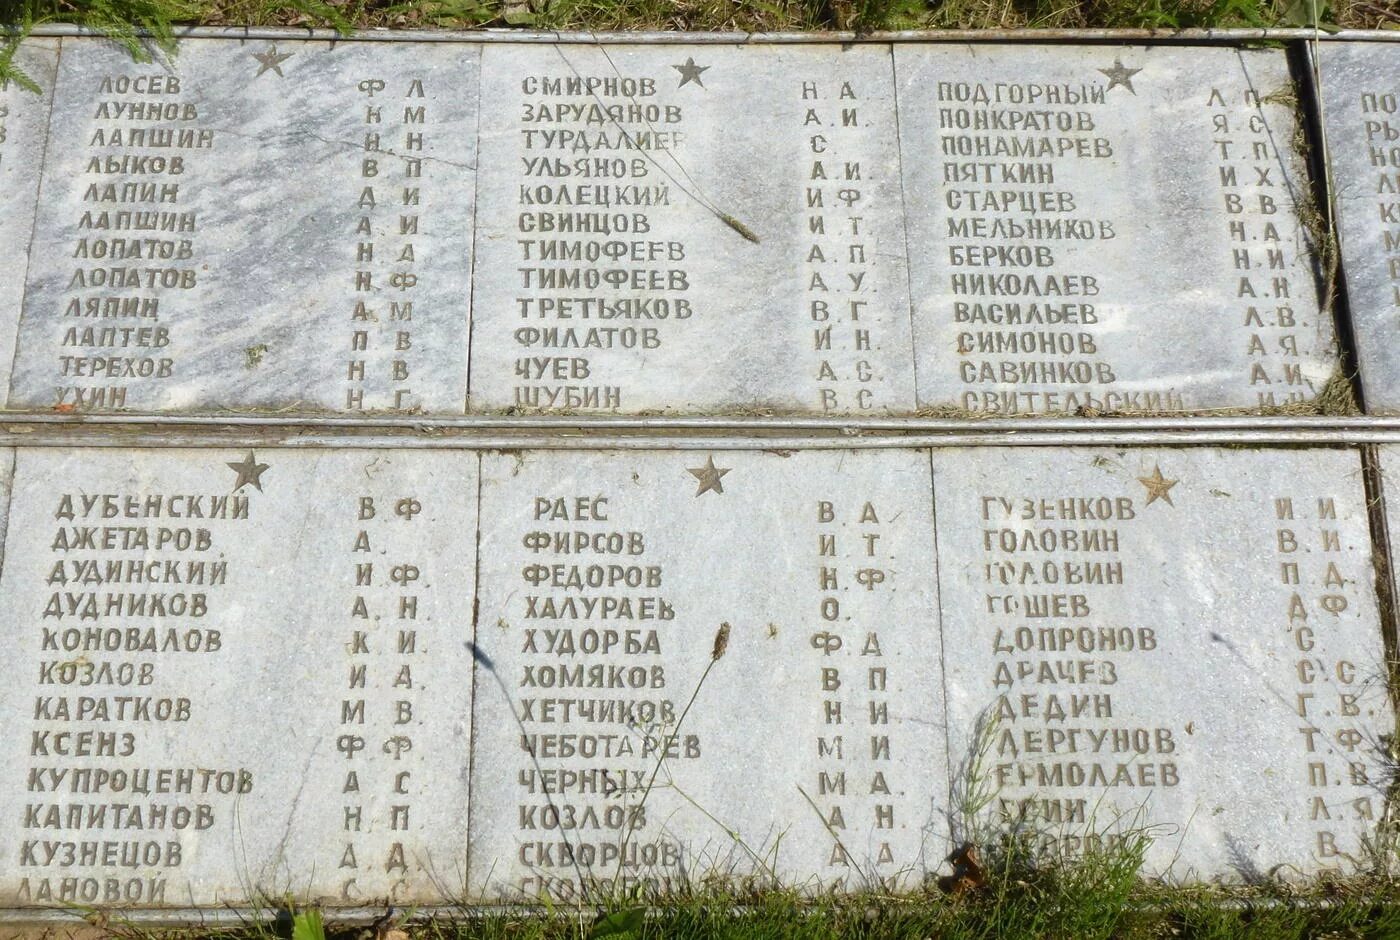 ЛОСЕВ Ф Л.
ЛУННОВ Н М
ЛАПШИН Н.Н.
ЛЫКОВ В П
ЛАПИН Д И
ЛАПШИН А И
ЛОПАТОВ Н Д
ЛОПАТОВ Н.Ф
ЛЯПИН А М
ЛАПТЕВ П В
ТЕРЕХОВ Н В
УХИН Н. Г.
СМИРНОВ Н А.
ЗАРУДЯНОВ А. И.
ТУРДАЛИЕВ С.
УЛЬЯНОВ А.И.
КОЛЕЦКИЙ И Ф
СВИНЦОВ И Т
ТИМОФЕЕВ А.П
ТИМОФЕЕВ А.У.
ТРЕТЬЯКОВ В.Г.
ФИЛАТОВ И Н.
ЧУЕВ А С.
ШУБИН В С
ПОДГОРНЫЙ Л. П
ПОНКРАТОВ Я С
ПОНАМАРЕВ Т.П.
ПЯТКИН И.Х.
СТАРЦЕВ В В
МЕЛЬНИКОВ Н.А.
БЕРКОВ Н.И.
НИКОЛАЕВ А.Н
ВАСИЛЬЕВ Л.В.
СИМОНОВ А.Я.
САВИНКОВ А.И.
СВИТЕЛЬСКИЙ И.Н
ДУБЕНСКИЙ В Ф
ДЖЕТАРОВ А.
ДУДИНСКИЙ И Ф.
ДУДНИКОВ А. Н
КОНОВАЛОВ К И.
КОЗЛОВ И А.
КАРАТКОВ М В.
КСЕНЗ Ф Ф
КУПРОЦЕНТОВ А С
КАПИТАНОВ Н П.
КУЗНЕЦОВ А Д.
ЛАНОВОЙ С С.
РАЕС В. А
ФИРСОВ И Т.
ФЕДОРОВ Н.Ф
ХАЛУРАЕВ О.
ХУДОРБА Ф Д
ХОМЯКОВ В П.
ХЕТЧИКОВ Н И
ЧЕБОТАРЕВ М И
ЧЕРНЫХ М А.
КОЗЛОВ А Н
СКВОРЦОВ Д Д
ГУЗЕНКОВ И И
ГОЛОВИН В. И.
ГОЛОВИН П Д.
ГОШЕВ Д Ф.
ДОПРОНОВ С.
ДРАЧЕВ С С
ДЕДИН Г.В.
ДЕРГУНОВ Т.Ф.
ЕРМОЛАЕВ П.В
Л.Я